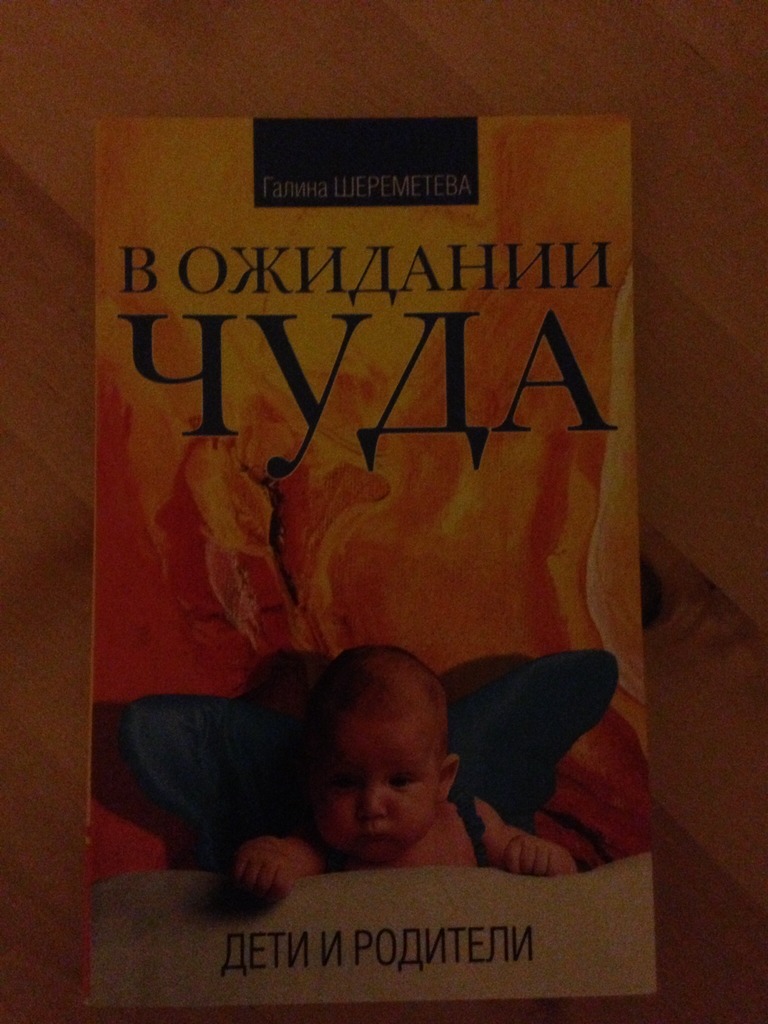 Галина ШЕРЕМЕТЕВА
В ОЖИДАНИИ
ЧУДА
ДЕТИ И РОДИТЕЛИ